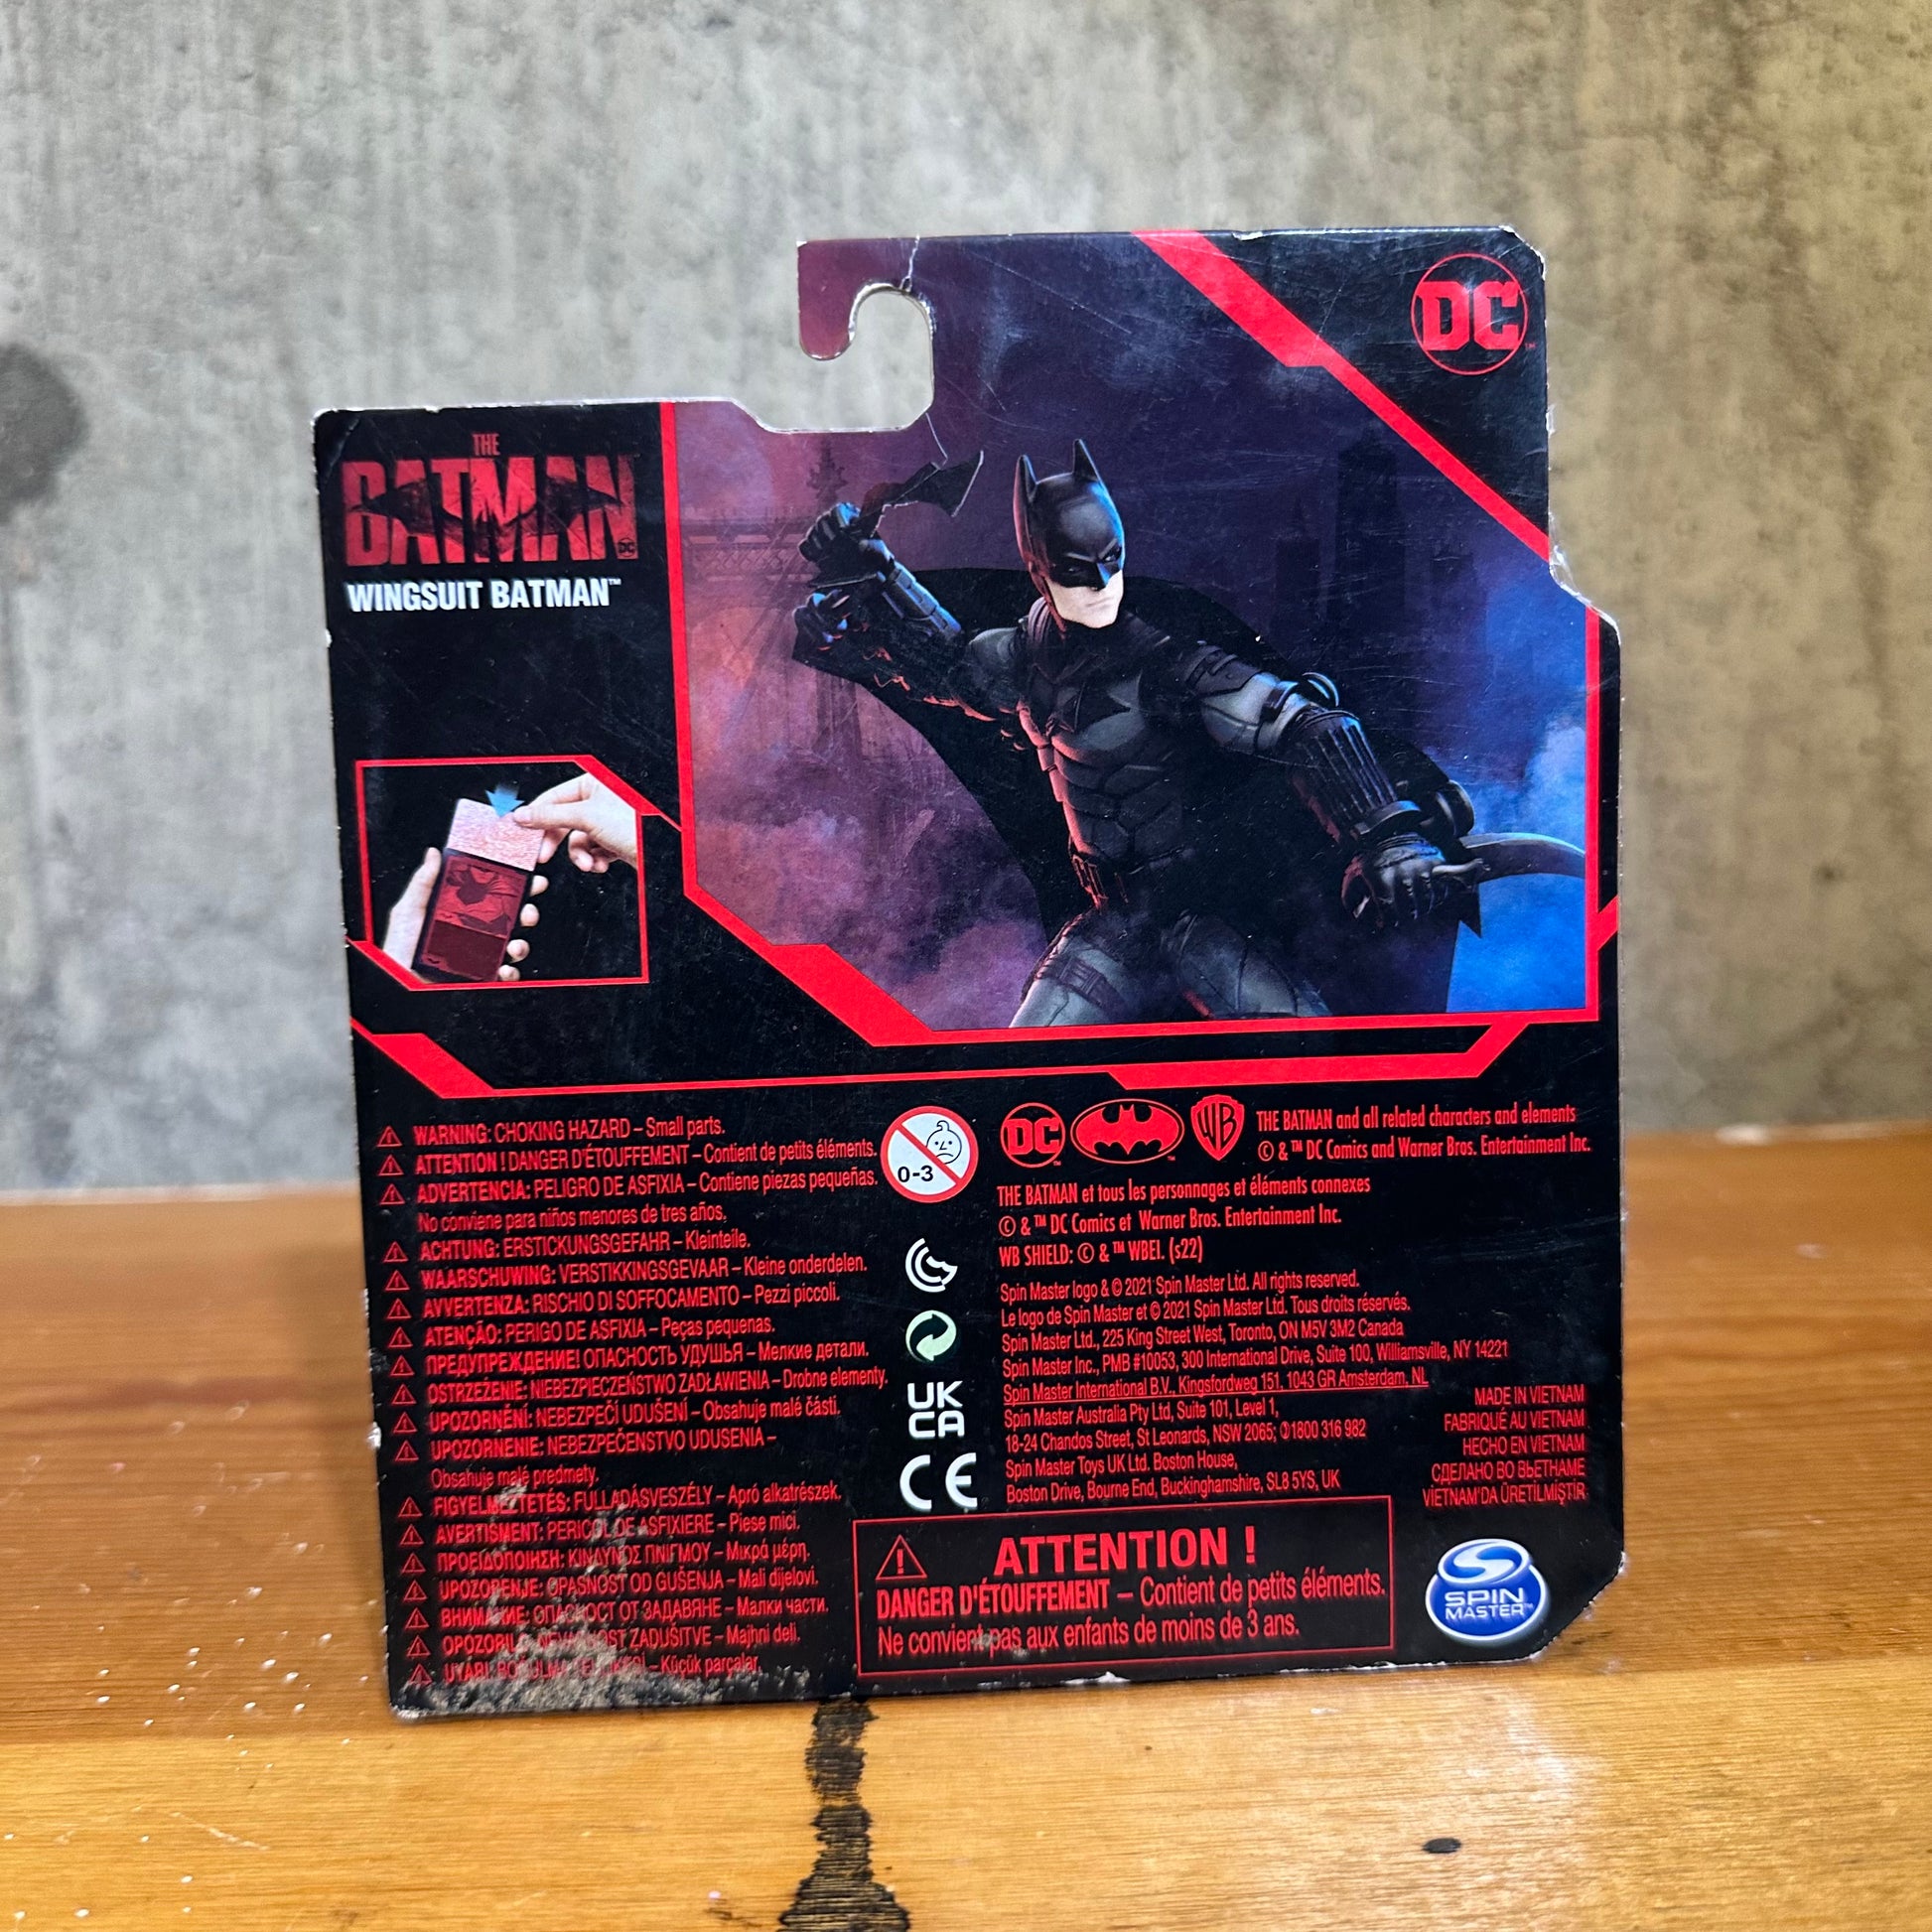 DC
THE
BATMAN
WINGSUIT BATMAN™
WARNING: CHOKING HAZARD – Small parts.
ATTENTION ! DANGER D'ÉTOUFFEMENT – Contient de petits éléments.
ADVERTENCIA: PELIGRO DE ASFIXIA – Contiene piezas pequeñas.
No conviene para niños menores de tres años.
ACHTUNG: ERSTICKUNGSGEFAHR – Kleinteile.
WAARSCHUWING: VERSTIKKINGSGEVAAR – Kleine onderdelen.
AVVERTENZA: RISCHIO DI SOFFOCAMENTO – Pezzi piccoli.
ATENÇÃO: PERIGO DE ASFIXIA – Peças pequenas.
ПРЕДУПРЕЖДЕНИЕ! ОПАСНОСТЬ УДУШЬЯ – Мелкие детали.
OSTRZEŻENIE: NIEBEZPIECZEŃSTWO ZADŁAWIENIA – Drobne elementy.
UPOZORNĚNÍ: NEBEZPEČÍ UDUŠENÍ – Obsahuje malé části.
UPOZORNENIE: NEBEZPEČENSTVO UDUSENIA –
Obsahuje malé predmety.
FIGYELMEZTETÉS: FULLADÁSVESZÉLY – Apró alkatrészek.
AVERTISMENT: PERICOL DE ASFIXIERE – Piese mici.
ΠΡΟΕΙΔΟΠΟΙΗΣΗ: ΚΙΝΔΥΝΟΣ ΠΝΙΓΜΟΥ – Μικρά μέρη.
UPOZORENJE: OPASNOST OD GUŠENJA – Mali dijelovi.
ВНИМАНИЕ: ОПАСНОСТ ОТ ЗАДАВЯНЕ – Малки части.
ZADUŠITVE – Majhni deli.
UYARI: – Küçük parçalar.
0-3
UK
CA
CE
DC WB THE BATMAN and all related characters and elements
© & ™ DC Comics and Warner Bros. Entertainment Inc.
THE BATMAN et tous les personnages et éléments connexes
© & ™ DC Comics et Warner Bros. Entertainment Inc.
WB SHIELD: © & ™ WBEI. (s22)
Spin Master logo & © 2021 Spin Master Ltd. All rights reserved.
Le logo de Spin Master et © 2021 Spin Master Ltd. Tous droits réservés.
Spin Master Ltd., 225 King Street West, Toronto, ON M5V 3M2 Canada
Spin Master Inc., PMB #10053, 300 International Drive, Suite 100, Williamsville, NY 14221
Spin Master International B.V., Kingsfordweg 151, 1043 GR Amsterdam, NL
Spin Master Australia Pty Ltd, Suite 101, Level 1,
18-24 Chandos Street, St Leonards, NSW 2065; 1800 316 982
Spin Master Toys UK Ltd. Boston House,
Boston Drive, Bourne End, Buckinghamshire, SL8 5YS, UK
MADE IN VIETNAM
FABRIQUÉ AU VIETNAM
HECHO EN VIETNAM
СДЕЛАНО ВО ВЬЕТНАМЕ
VİETNAM'DA ÜRETİLMİŞTİR
ATTENTION !
DANGER D'ÉTOUFFEMENT – Contient de petits éléments.
Ne convient pas aux enfants de moins de 3 ans.
SPIN
MASTER™